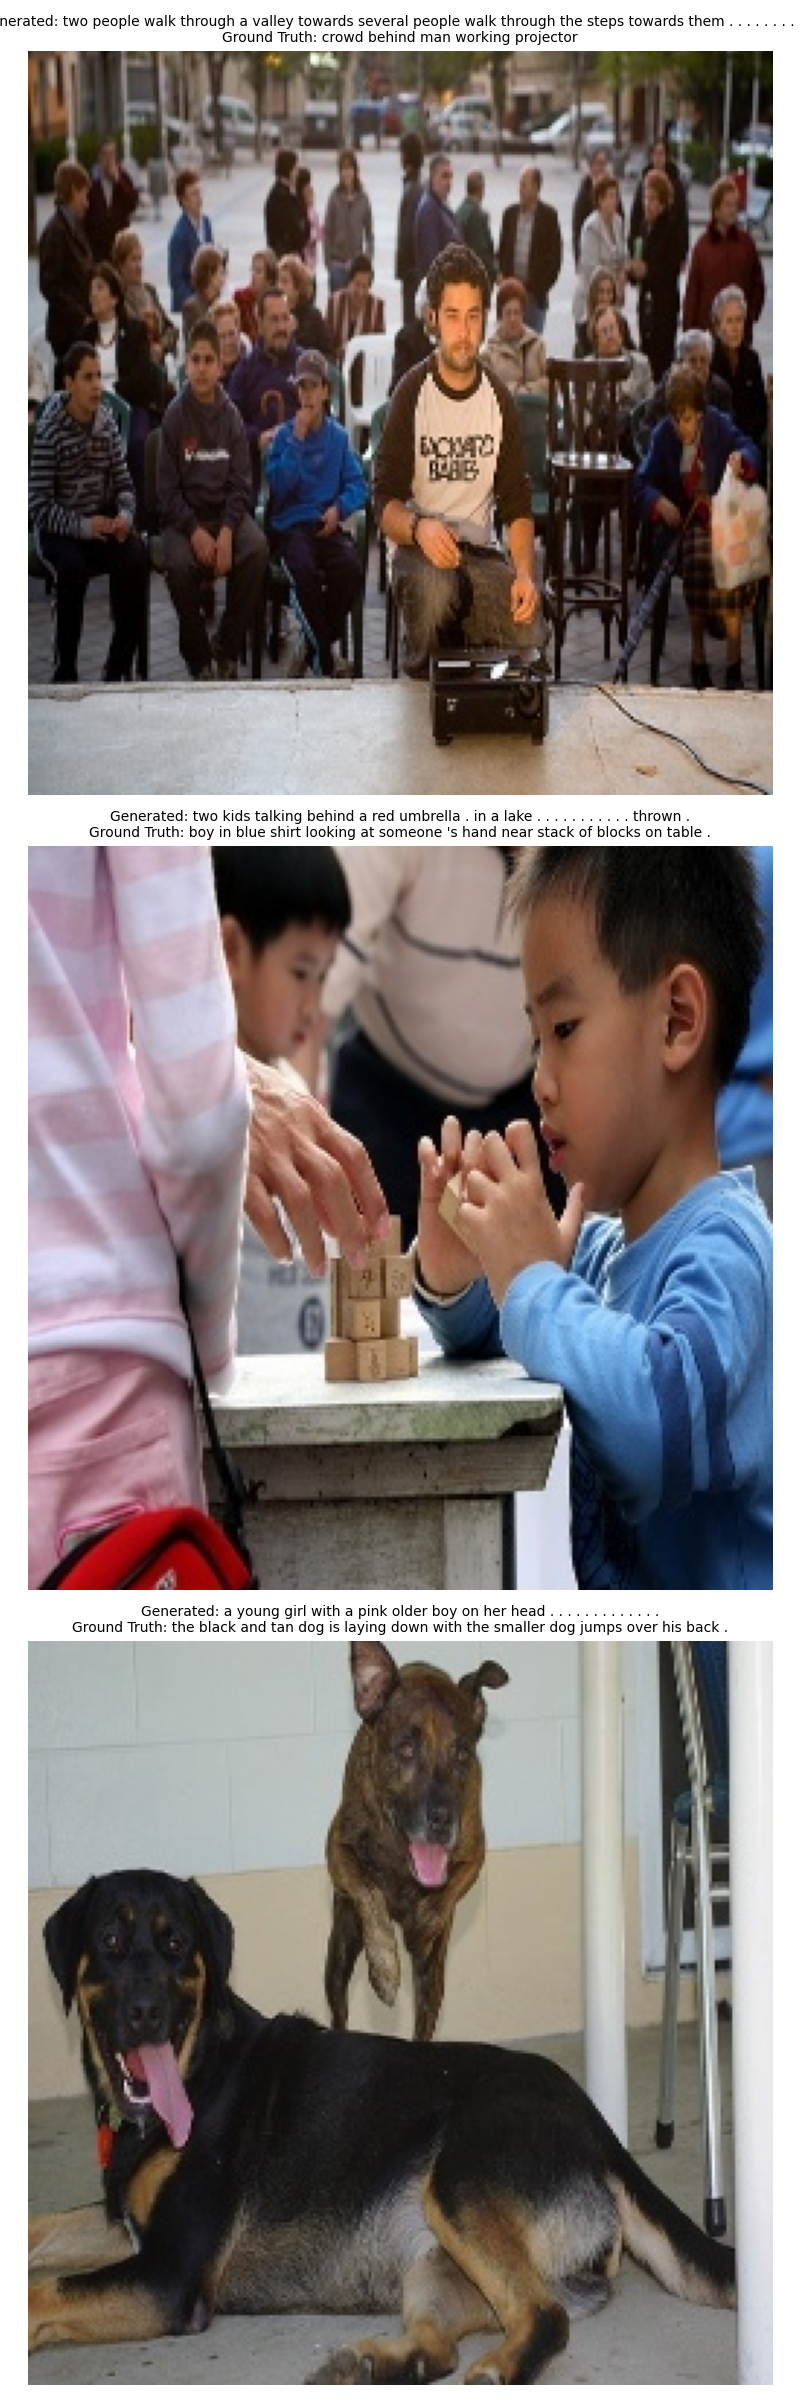 nerated: two people walk through a valley towards several people walk through the steps towards them . . . . . . . .
Ground Truth: crowd behind man working projector
BACKYARD
BABIES
Generated: two kids talking behind a red umbrella . in a lake . . . . . . . . . . . thrown .
Ground Truth: boy in blue shirt looking at someone 's hand near stack of blocks on table .
Generated: a young girl with a pink older boy on her head . . . . . . . . . . . . .
Ground Truth: the black and tan dog is laying down with the smaller dog jumps over his back .